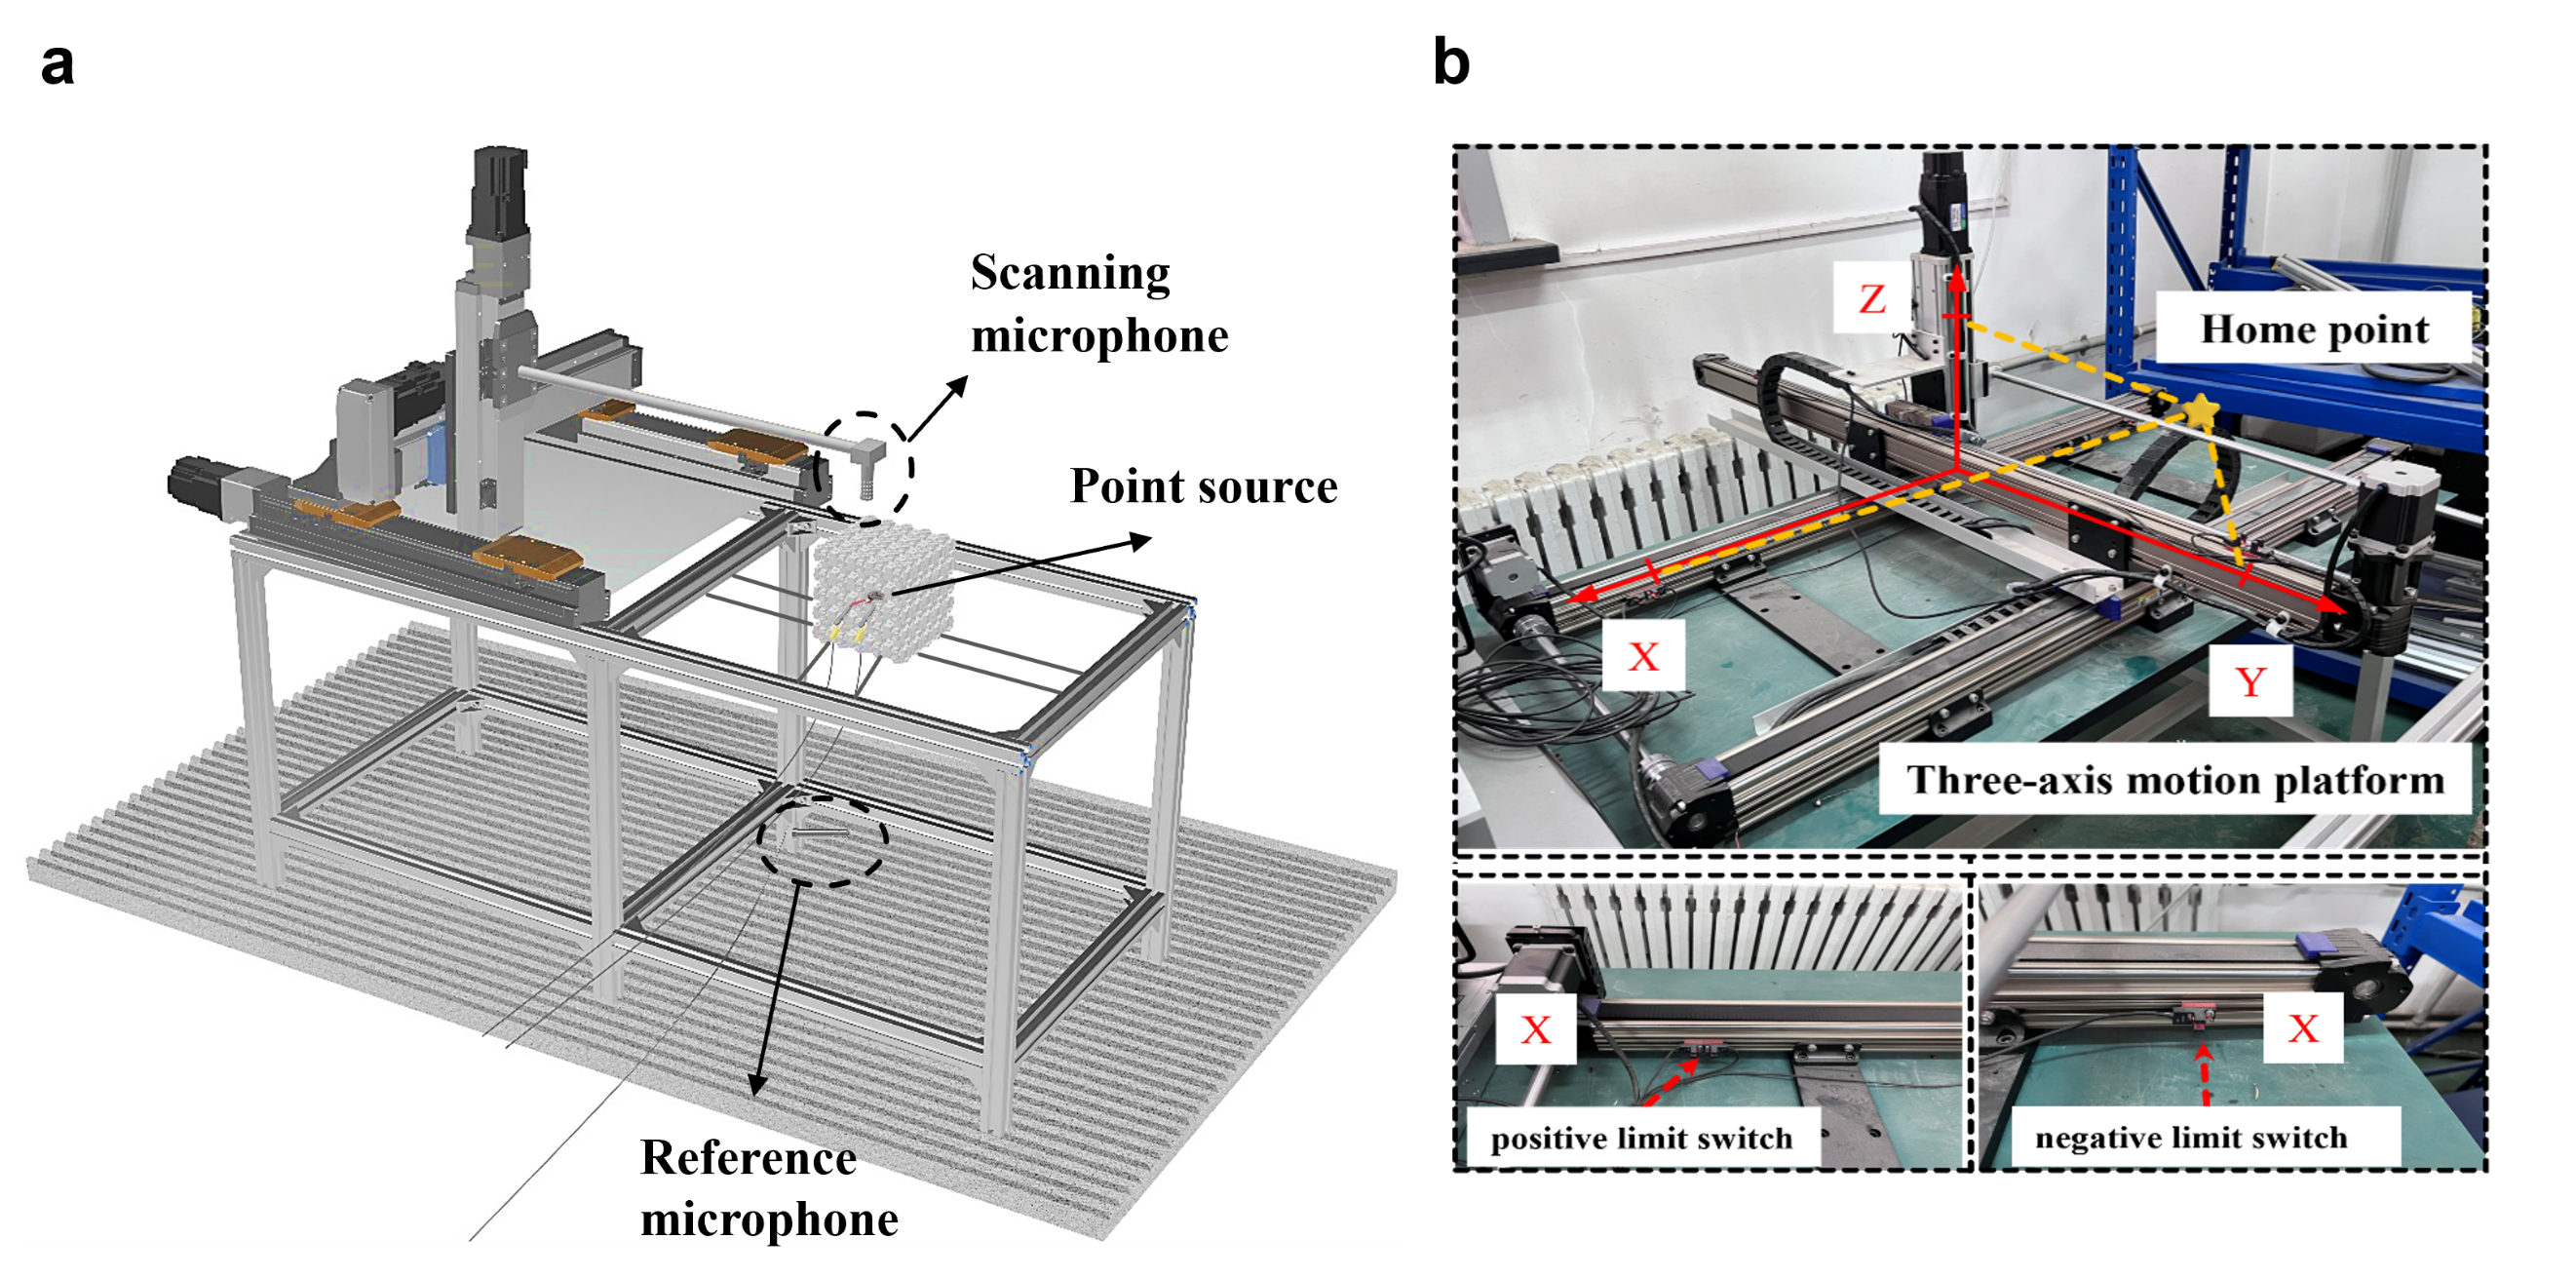 a
b
Scanning
microphone
Point source
Reference
microphone
Z
Home point
X
Y
Three-axis motion platform
X
positive limit switch
X
negative limit switch